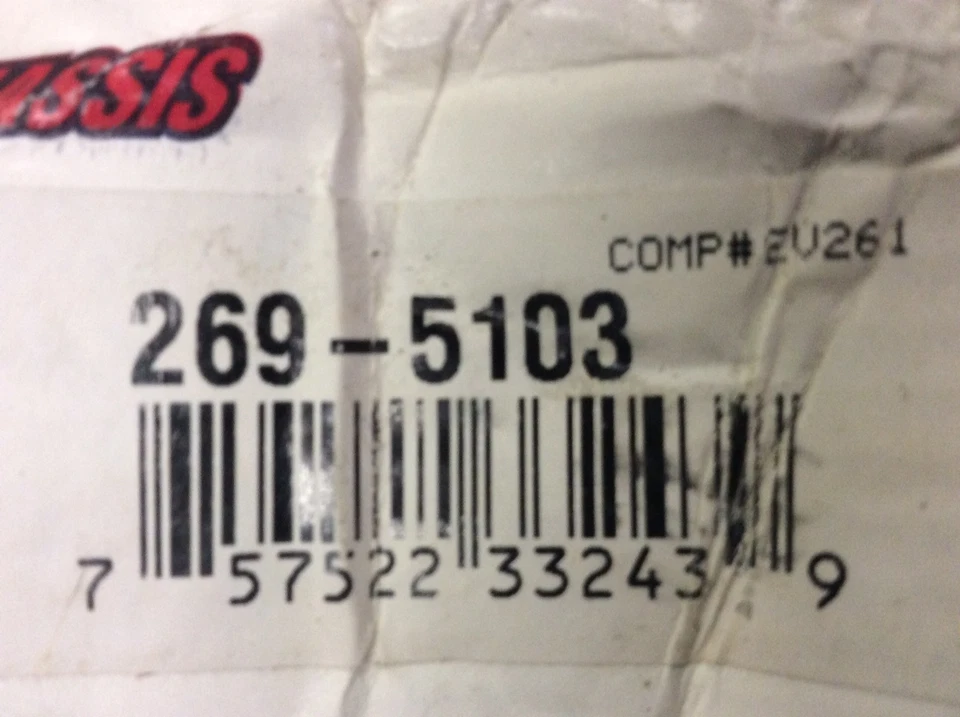 ASSIS
COMP# EV261
269-5103
7 57522 33243 9